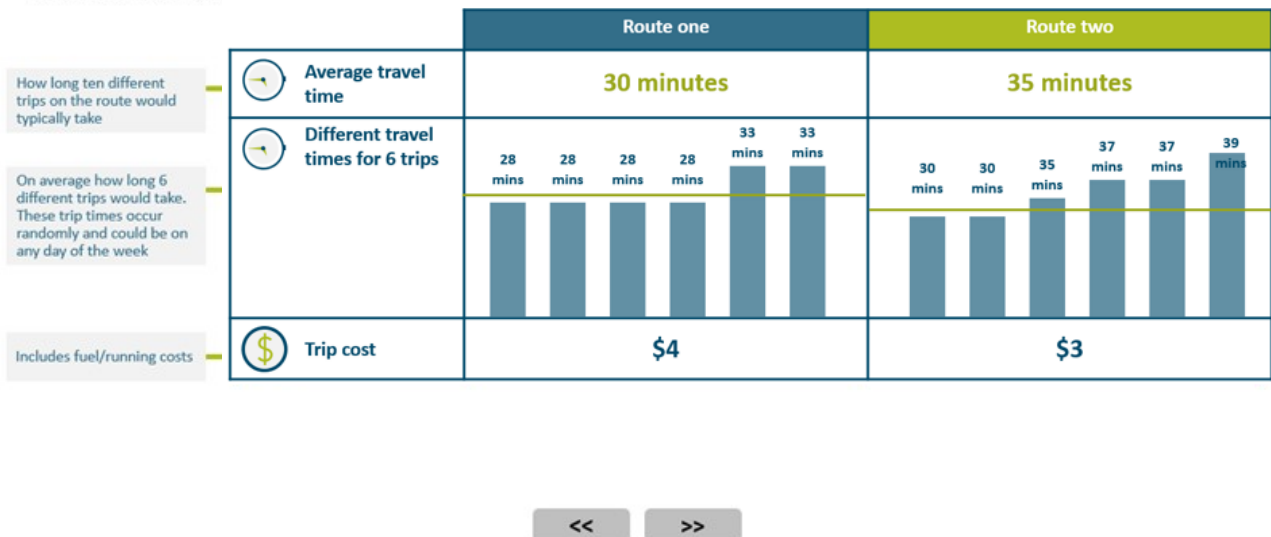 Route one
Route two
How long ten different
trips on the route would
typically take
Average travel
time
30 minutes
35 minutes
On average how long 6
different trips would take.
These trip times occur
randomly and could be on
any day of the week
Different travel
times for 6 trips
28
mins
28
mins
28
mins
28
mins
33
mins
33
mins
30
mins
30
mins
35
mins
37
mins
37
mins
39
mins
Includes fuel/running costs
$
Trip cost
$4
$3
<<
>>